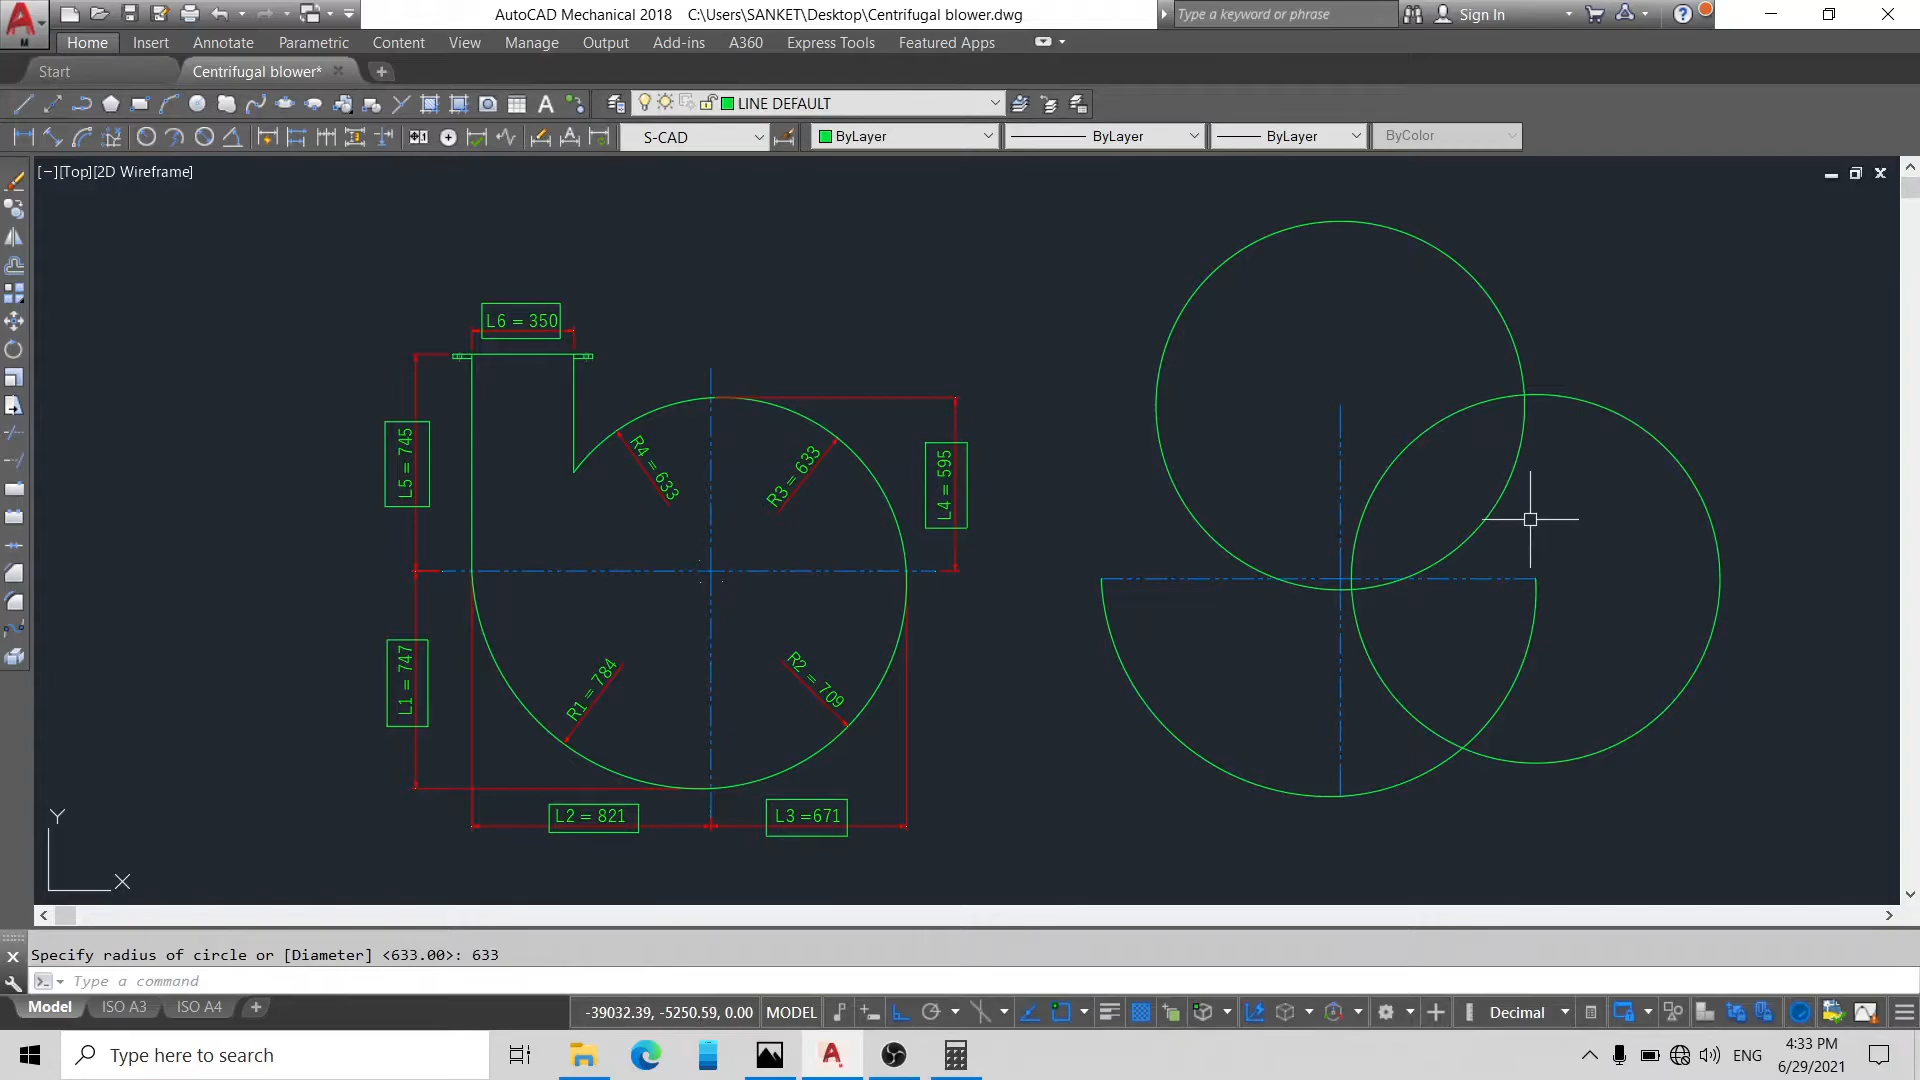 AutoCAD Mechanical 2018 C:\Users\SANKET\Desktop\Centrifugal blower.dwg
Type a keyword or phrase
Sign In
M
Home Insert Annotate Parametric Content View Manage Output Add-ins A360 Express Tools Featured Apps
Start Centrifugal blower*
LINE DEFAULT
S-CAD ByLayer ByLayer ByLayer ByColor
[−][Top][2D Wireframe]
L6 = 350
L5 = 745
R4 = 633
R3 = 633
L4 = 595
L1 = 747
R1 = 784
R2 = 709
L2 = 821
L3 =671
Y
X
Specify radius of circle or [Diameter] <633.00>: 633
Type a command
Model ISO A3 ISO A4
-39032.39, -5250.59, 0.00 MODEL
Decimal
Type here to search
ENG
4:33 PM
6/29/2021